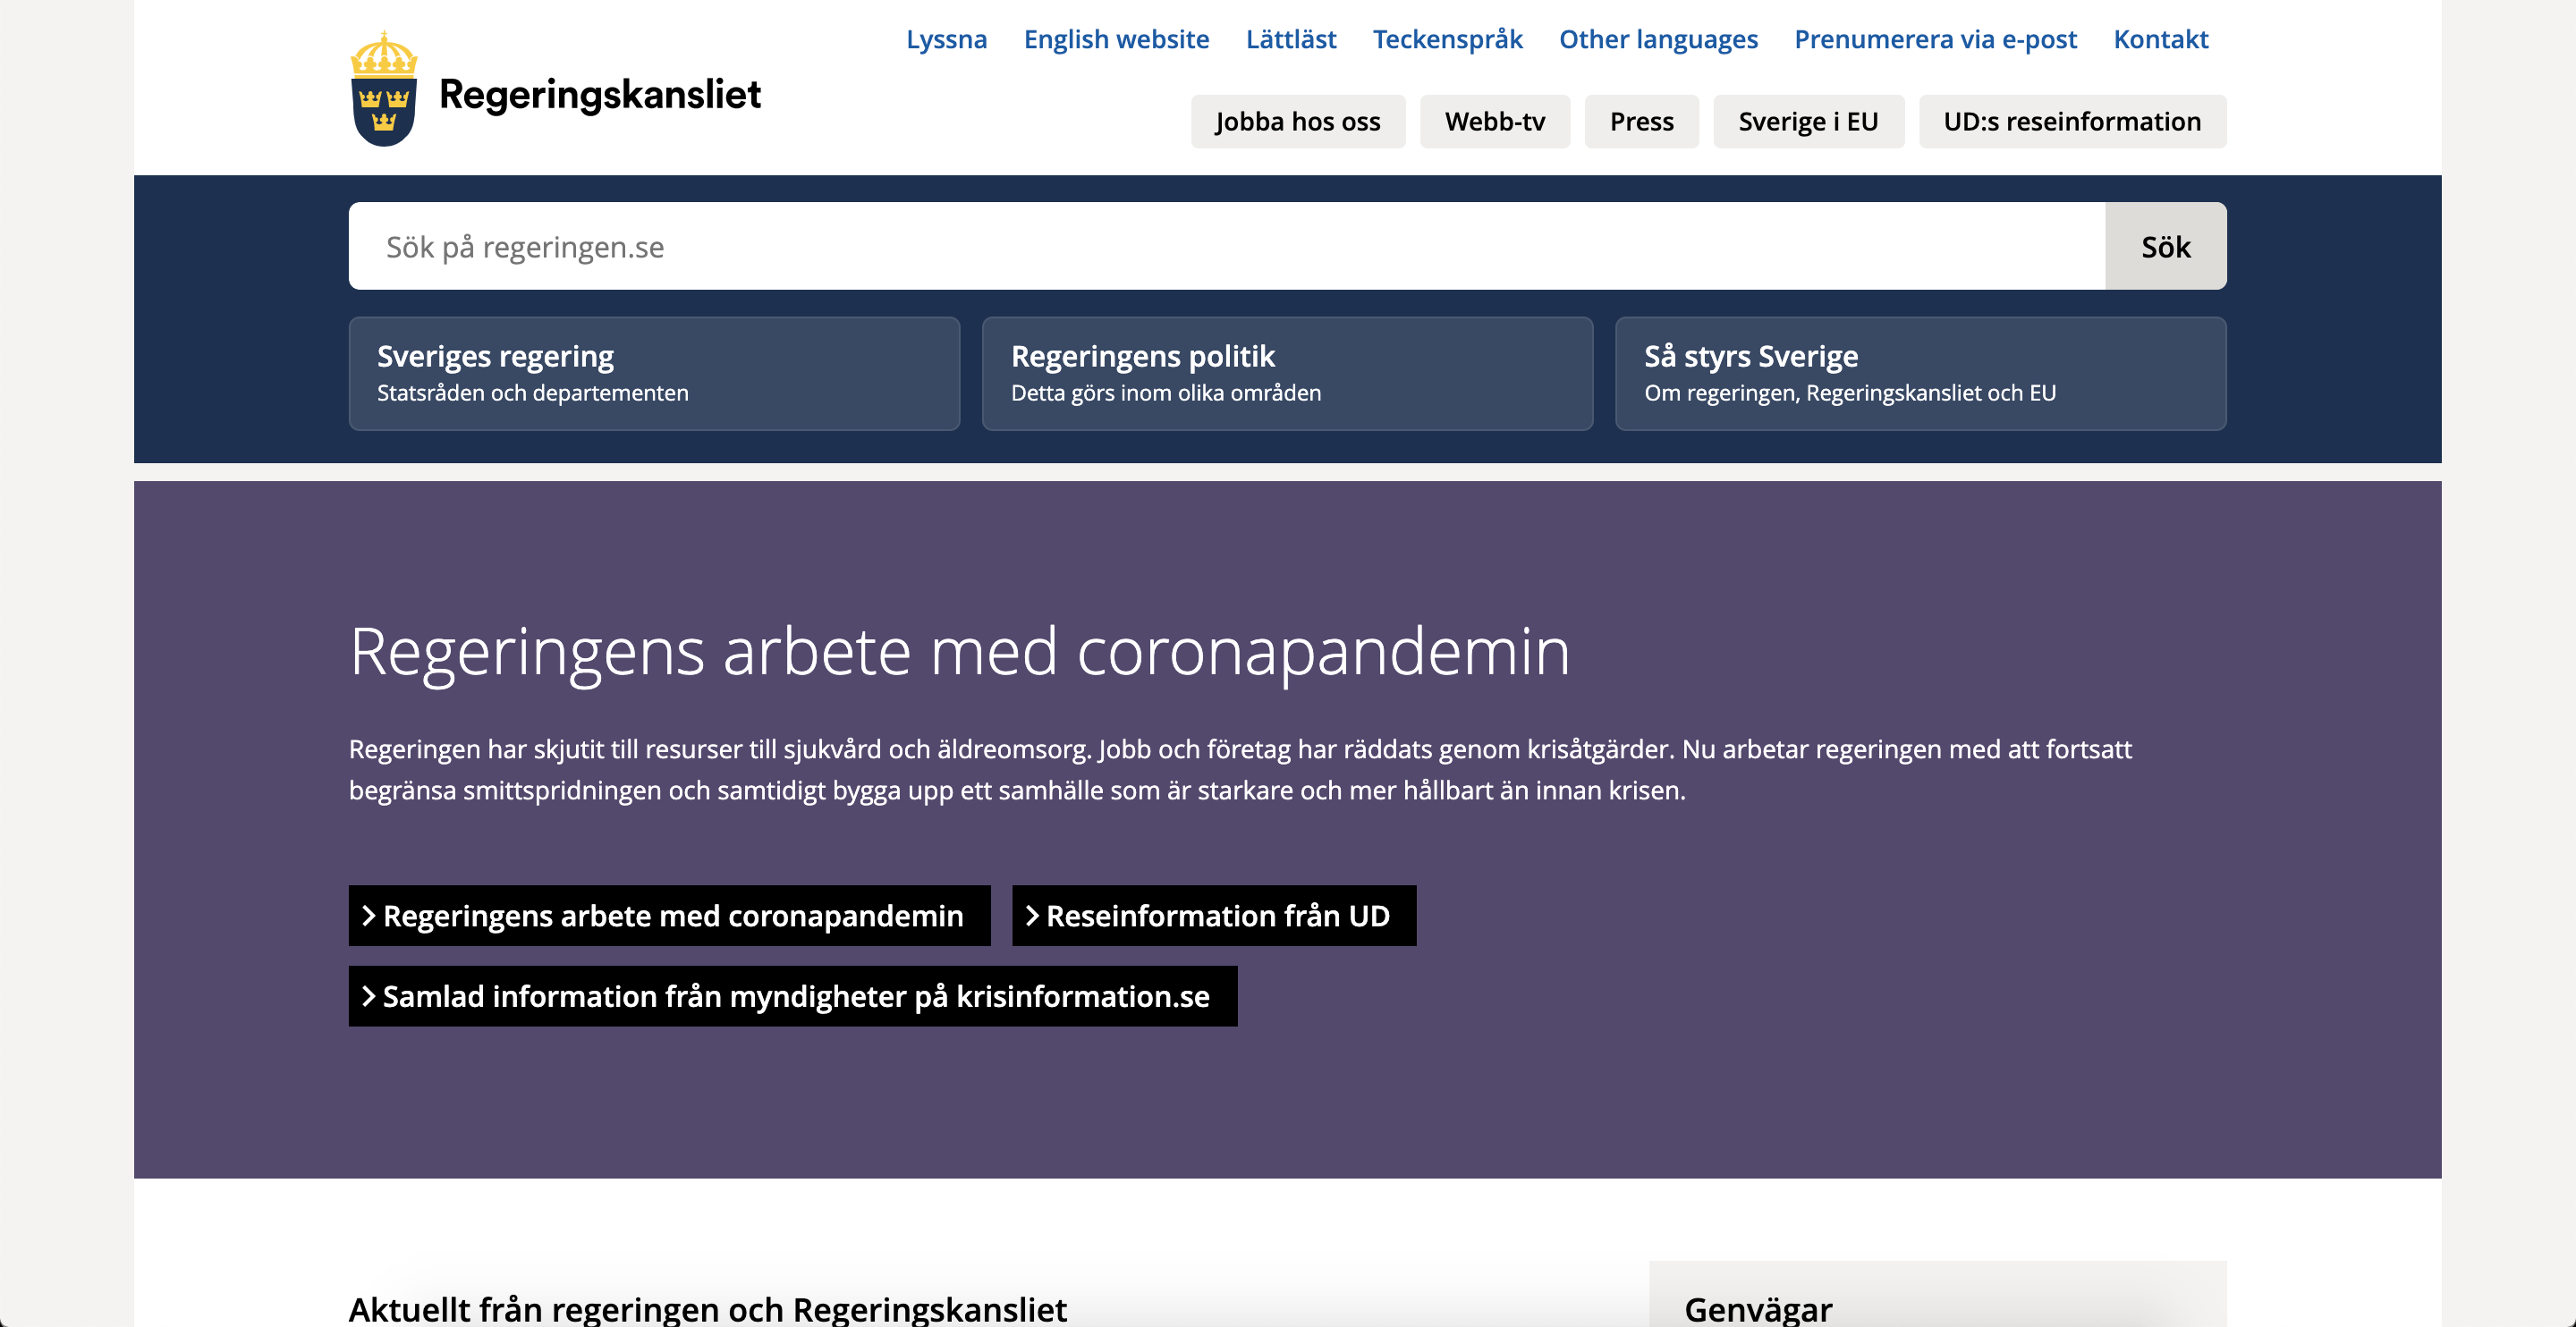 Lyssna English website Lättläst Teckenspråk Other languages Prenumerera via e-post Kontakt
Regeringskansliet
Jobba hos oss Webb-tv Press Sverige i EU UD:s reseinformation
Sök på regeringen.se Sök
Sveriges regering
Statsråden och departementen
Regeringens politik
Detta görs inom olika områden
Så styrs Sverige
Om regeringen, Regeringskansliet och EU
Regeringens arbete med coronapandemin
Regeringen har skjutit till resurser till sjukvård och äldreomsorg. Jobb och företag har räddats genom krisåtgärder. Nu arbetar regeringen med att fortsatt
begränsa smittspridningen och samtidigt bygga upp ett samhälle som är starkare och mer hållbart än innan krisen.
Regeringens arbete med coronapandemin
Reseinformation från UD
Samlad information från myndigheter på krisinformation.se
Aktuellt från regeringen och Regeringskansliet
Genvägar